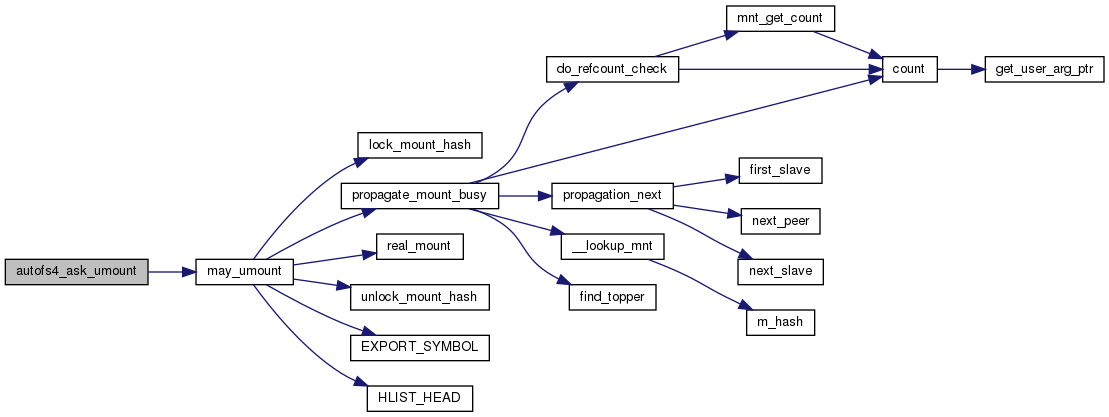 mnt_get_count
do_refcount_check
count
get_user_arg_ptr
lock_mount_hash
propagate_mount_busy
propagation_next
first_slave
next_peer
real_mount
__lookup_mnt
autofs4_ask_umount
may_umount
next_slave
unlock_mount_hash
find_topper
m_hash
EXPORT_SYMBOL
HLIST_HEAD